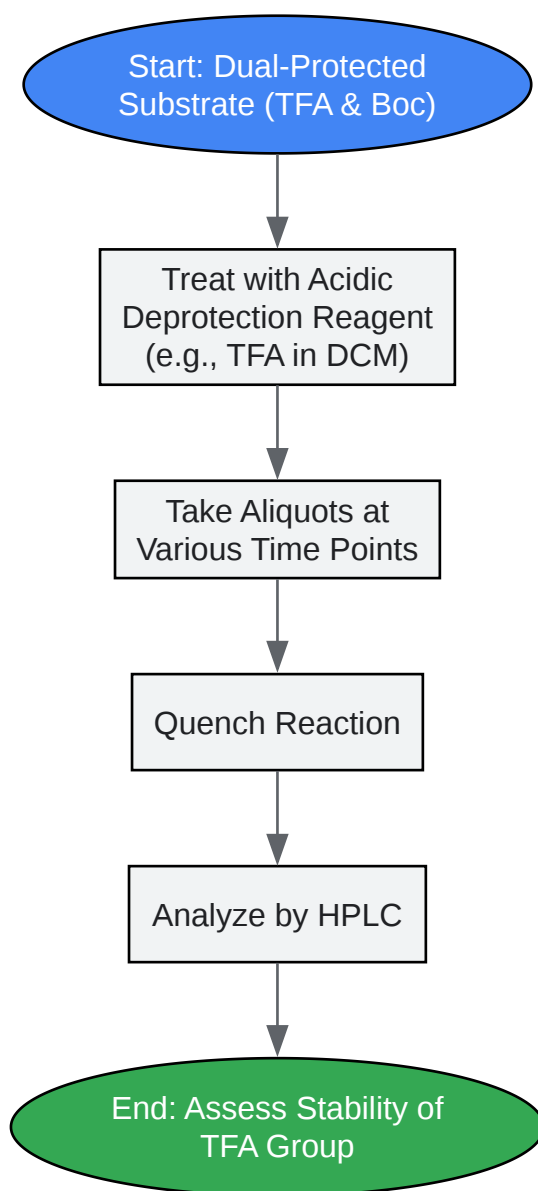 Start: Dual-Protected
Substrate (TFA & Boc)
Treat with Acidic
Deprotection Reagent
(e.g., TFA in DCM)
Take Aliquots at
Various Time Points
Quench Reaction
Analyze by HPLC
End: Assess Stability of
TFA Group